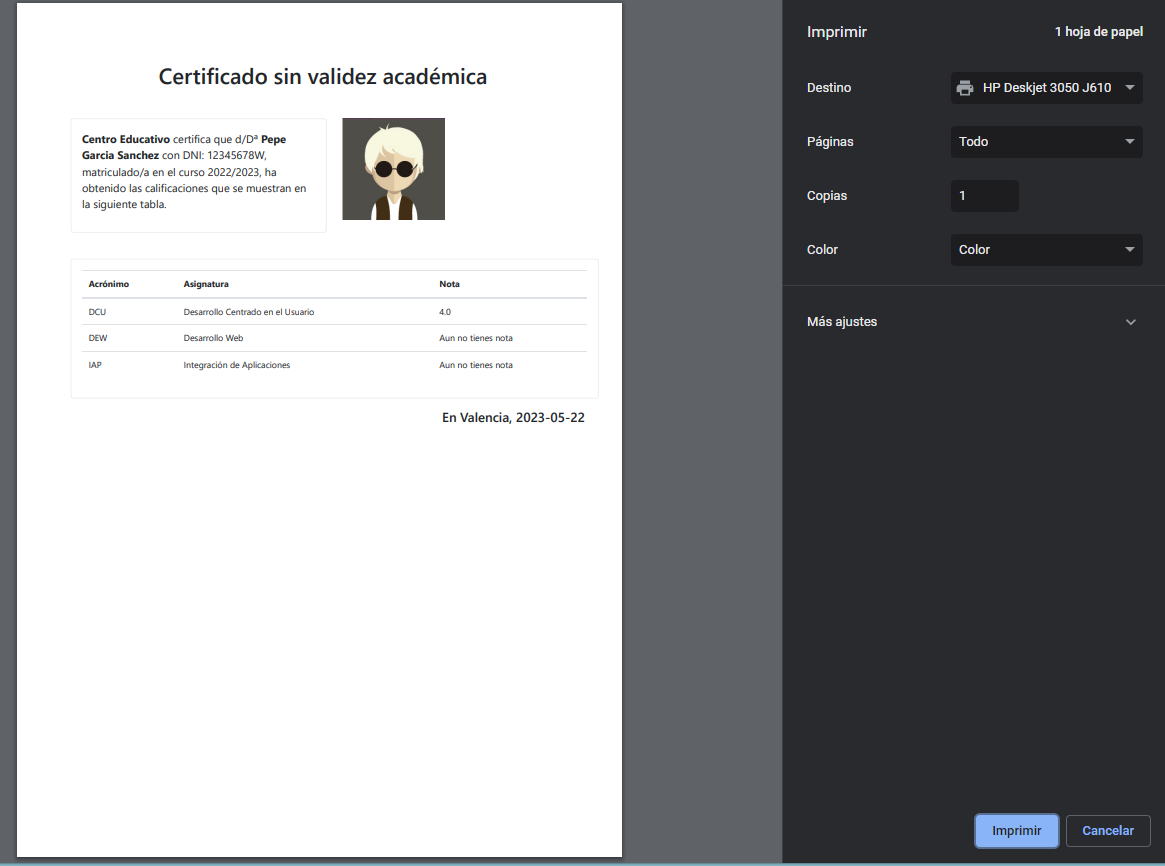 Certificado sin validez académica
Centro Educativo certifica que d/Dª Pepe
Garcia Sanchez con DNI: 12345678W,
matriculado/a en el curso 2022/2023, ha
obtenido las calificaciones que se muestran en
la siguiente tabla.
Acrónimo Asignatura Nota
DCU Desarrollo Centrado en el Usuario 4.0
DEW Desarrollo Web Aun no tienes nota
IAP Integración de Aplicaciones Aun no tienes nota
En Valencia, 2023-05-22
Imprimir 1 hoja de papel
Destino HP Deskjet 3050 J610
Páginas Todo
Copias 1
Color Color
Más ajustes
Imprimir Cancelar